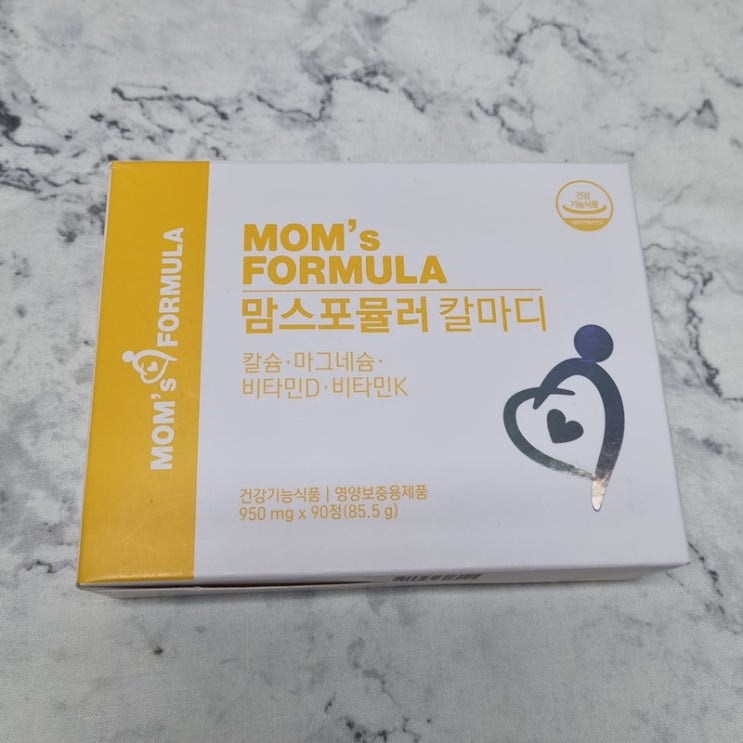 MOM's FORMULA
MOM's
FORMULA
맘스포뮬러 칼마디
칼슘·마그네슘·
비타민D·비타민K
건강기능식품 | 영양보충용제품
950 mg x 90정(85.5 g)
건강
기능식품